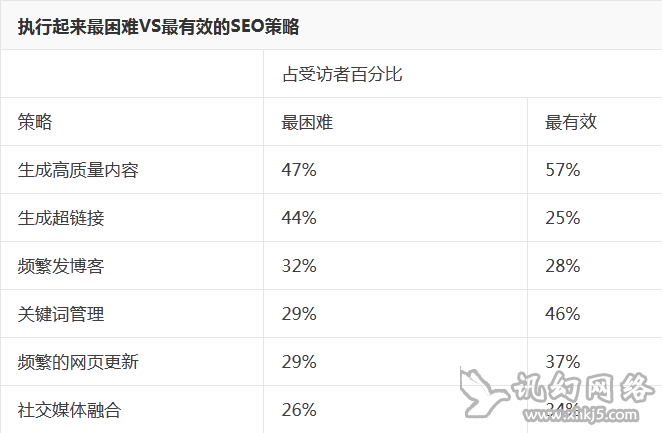 执行起来最困难VS最有效的SEO策略
占受访者百分比
策略 最困难 最有效
生成高质量内容 47% 57%
生成超链接 44% 25%
频繁发博客 32% 28%
关键词管理 29% 46%
频繁的网页更新 29% 37%
社交媒体融合 26%
讯幻网络
www.xhkj5.com